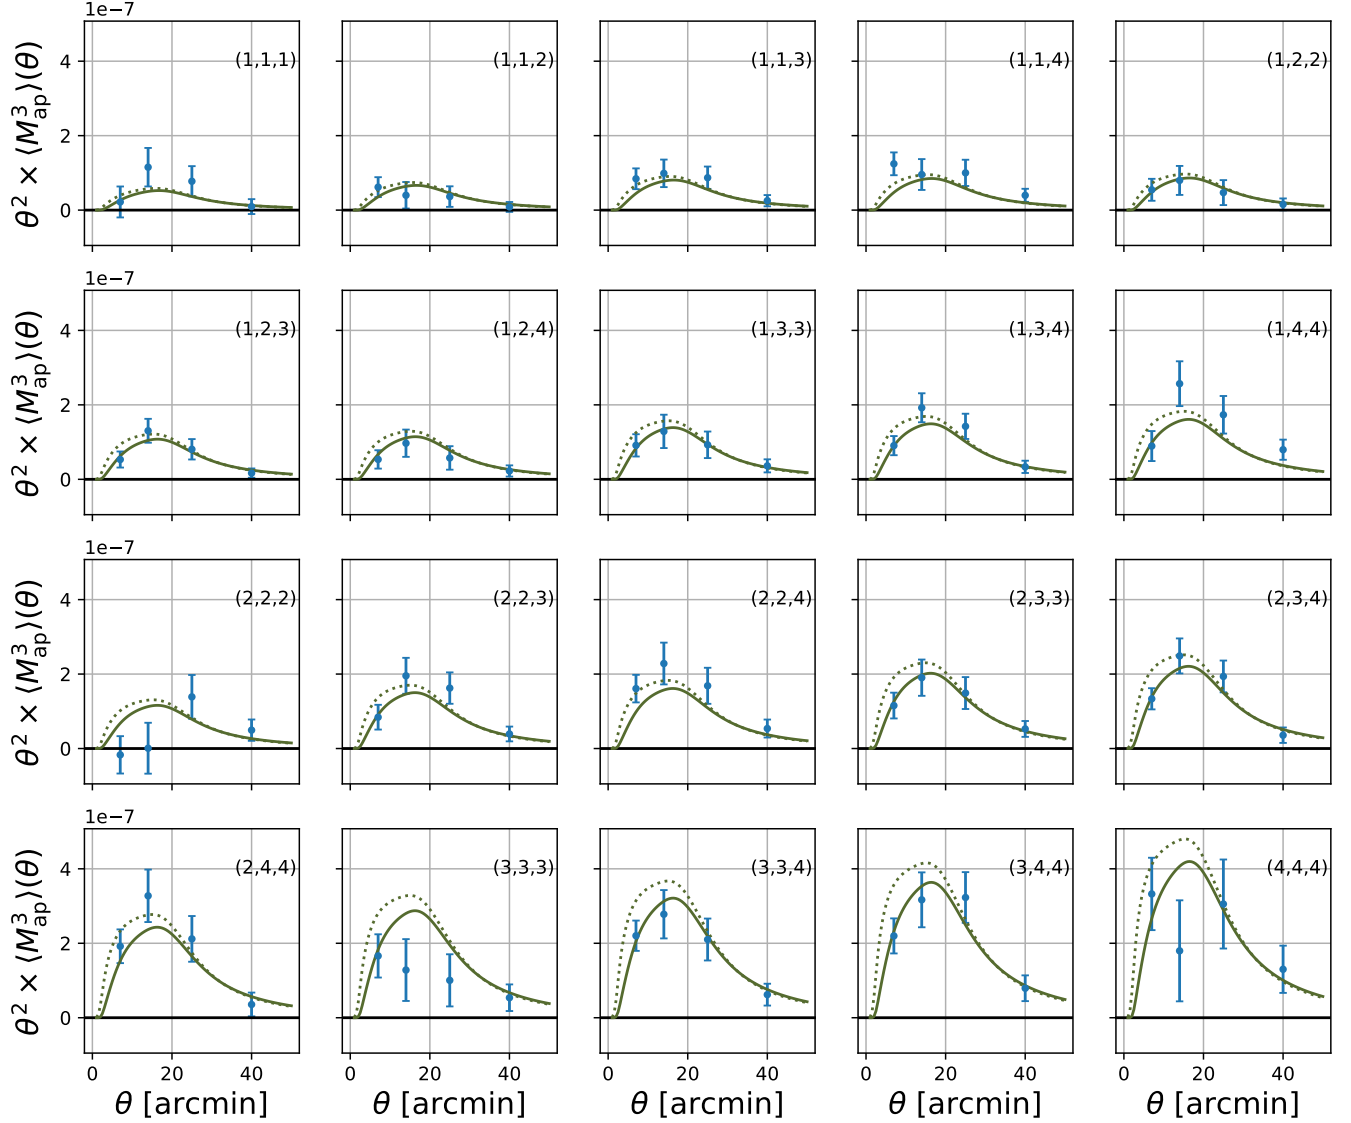 1e−7
θ² × ⟨M³ap⟩(θ)
4
2
0
(1,1,1)
(1,1,2)
(1,1,3)
(1,1,4)
(1,2,2)
1e−7
θ² × ⟨M³ap⟩(θ)
4
2
0
(1,2,3)
(1,2,4)
(1,3,3)
(1,3,4)
(1,4,4)
1e−7
θ² × ⟨M³ap⟩(θ)
4
2
0
(2,2,2)
(2,2,3)
(2,2,4)
(2,3,3)
(2,3,4)
1e−7
θ² × ⟨M³ap⟩(θ)
4
2
0
(2,4,4)
(3,3,3)
(3,3,4)
(3,4,4)
(4,4,4)
0 20 40
0 20 40
0 20 40
0 20 40
0 20 40
θ [arcmin]
θ [arcmin]
θ [arcmin]
θ [arcmin]
θ [arcmin]